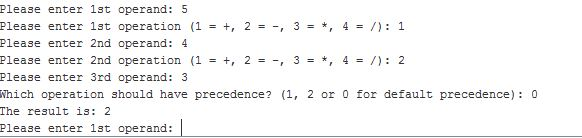 Please enter 1st operand: 5
Please enter 1st operation (1 = +, 2 = -, 3 = *, 4 = /): 1
Please enter 2nd operand: 4
Please enter 2nd operation (1 = +, 2 = -, 3 = *, 4 = /): 2
Please enter 3rd operand: 3
Which operation should have precedence? (1, 2 or 0 for default precedence): 0
The result is: 2
Please enter 1st operand: